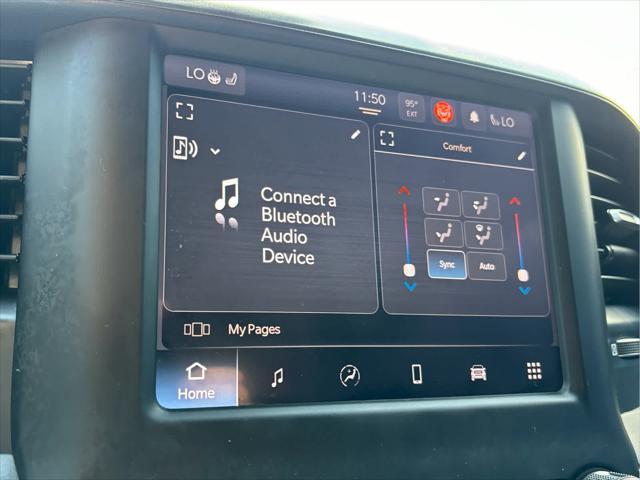 LO
11:50
95°
EXT
LO
Comfort
Connect a
Bluetooth
Audio
Device
Sync
Auto
My Pages
Home